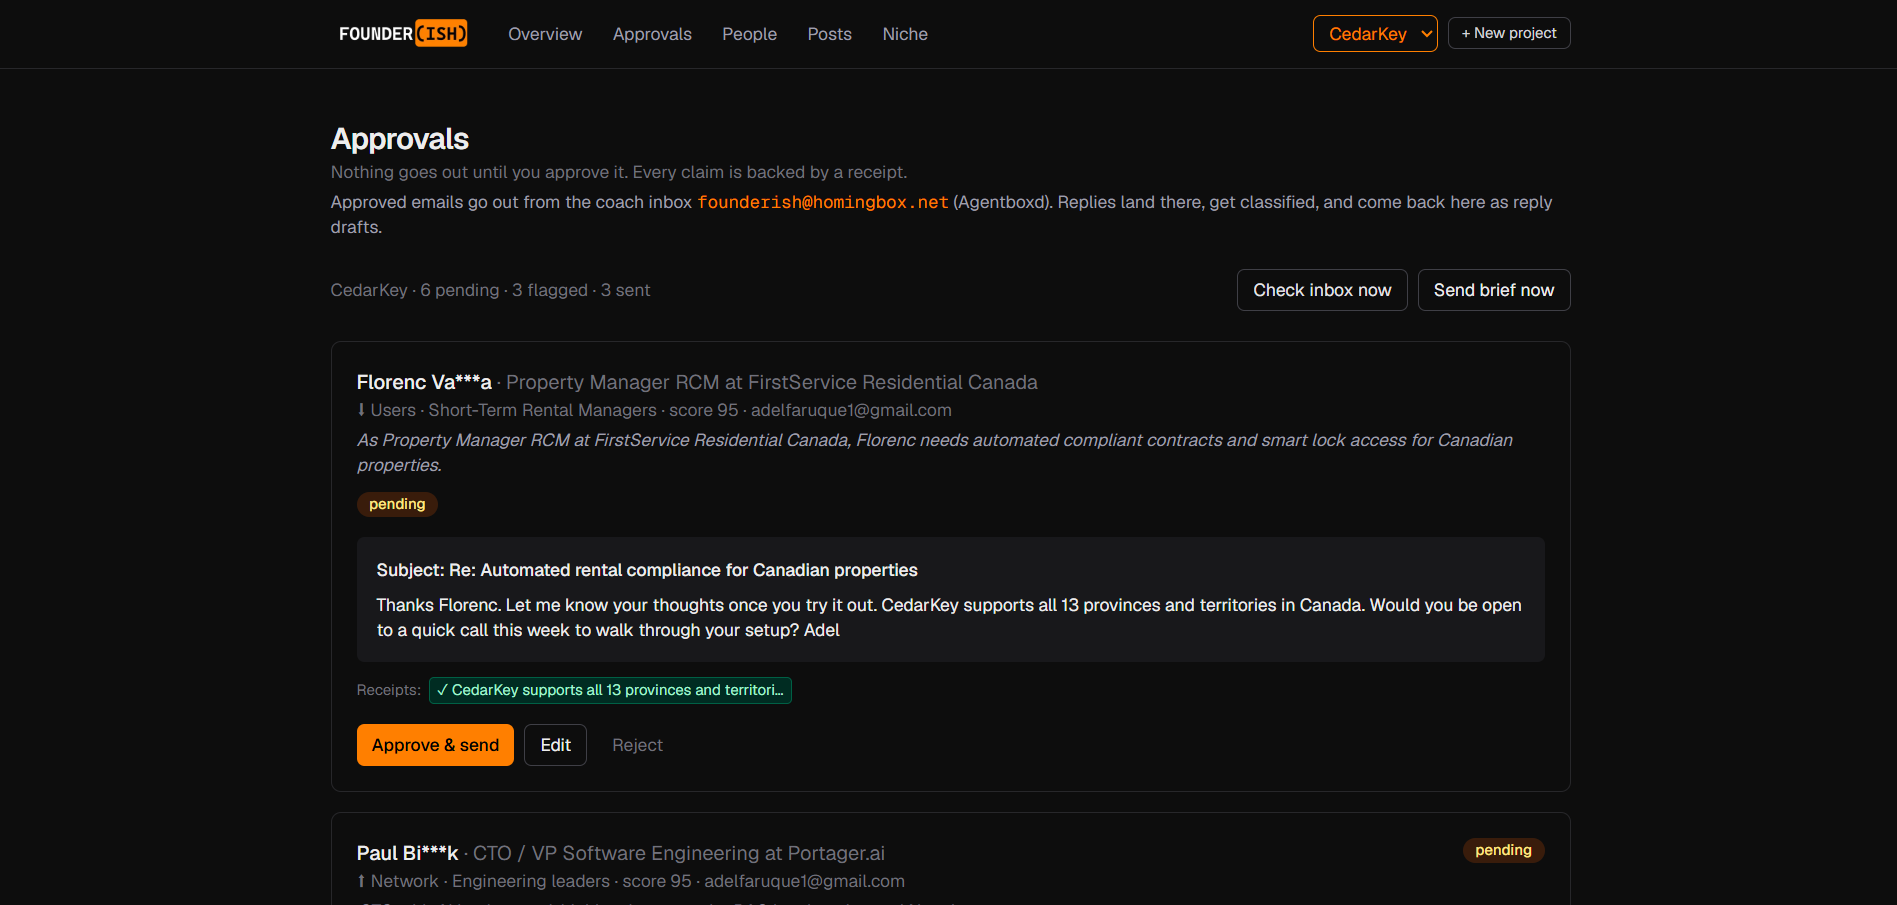 FOUNDER(ISH)
Overview
Approvals
People
Posts
Niche
CedarKey
+ New project
Approvals
Nothing goes out until you approve it. Every claim is backed by a receipt.
Approved emails go out from the coach inbox founderish@homingbox.net (Agentboxd). Replies land there, get classified, and come back here as reply
drafts.
CedarKey · 6 pending · 3 flagged · 3 sent
Check inbox now
Send brief now
Florenc Va***a · Property Manager RCM at FirstService Residential Canada
⭣ Users · Short-Term Rental Managers · score 95 · adelfaruque1@gmail.com
As Property Manager RCM at FirstService Residential Canada, Florenc needs automated compliant contracts and smart lock access for Canadian
properties.
pending
Subject: Re: Automated rental compliance for Canadian properties
Thanks Florenc. Let me know your thoughts once you try it out. CedarKey supports all 13 provinces and territories in Canada. Would you be open
to a quick call this week to walk through your setup? Adel
Receipts: ✓ CedarKey supports all 13 provinces and territori...
Approve & send
Edit
Reject
Paul Bi***k · CTO / VP Software Engineering at Portager.ai
pending
⭡ Network · Engineering leaders · score 95 · adelfaruque1@gmail.com